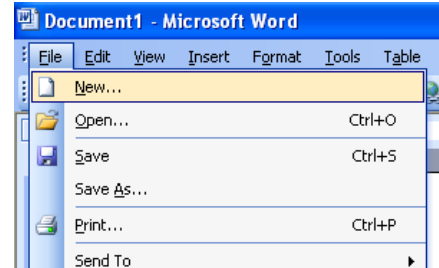 Document1 - Microsoft Word
File Edit View Insert Format Tools Table
New...
Open... Ctrl+O
Save Ctrl+S
Save As...
Print... Ctrl+P
Send To